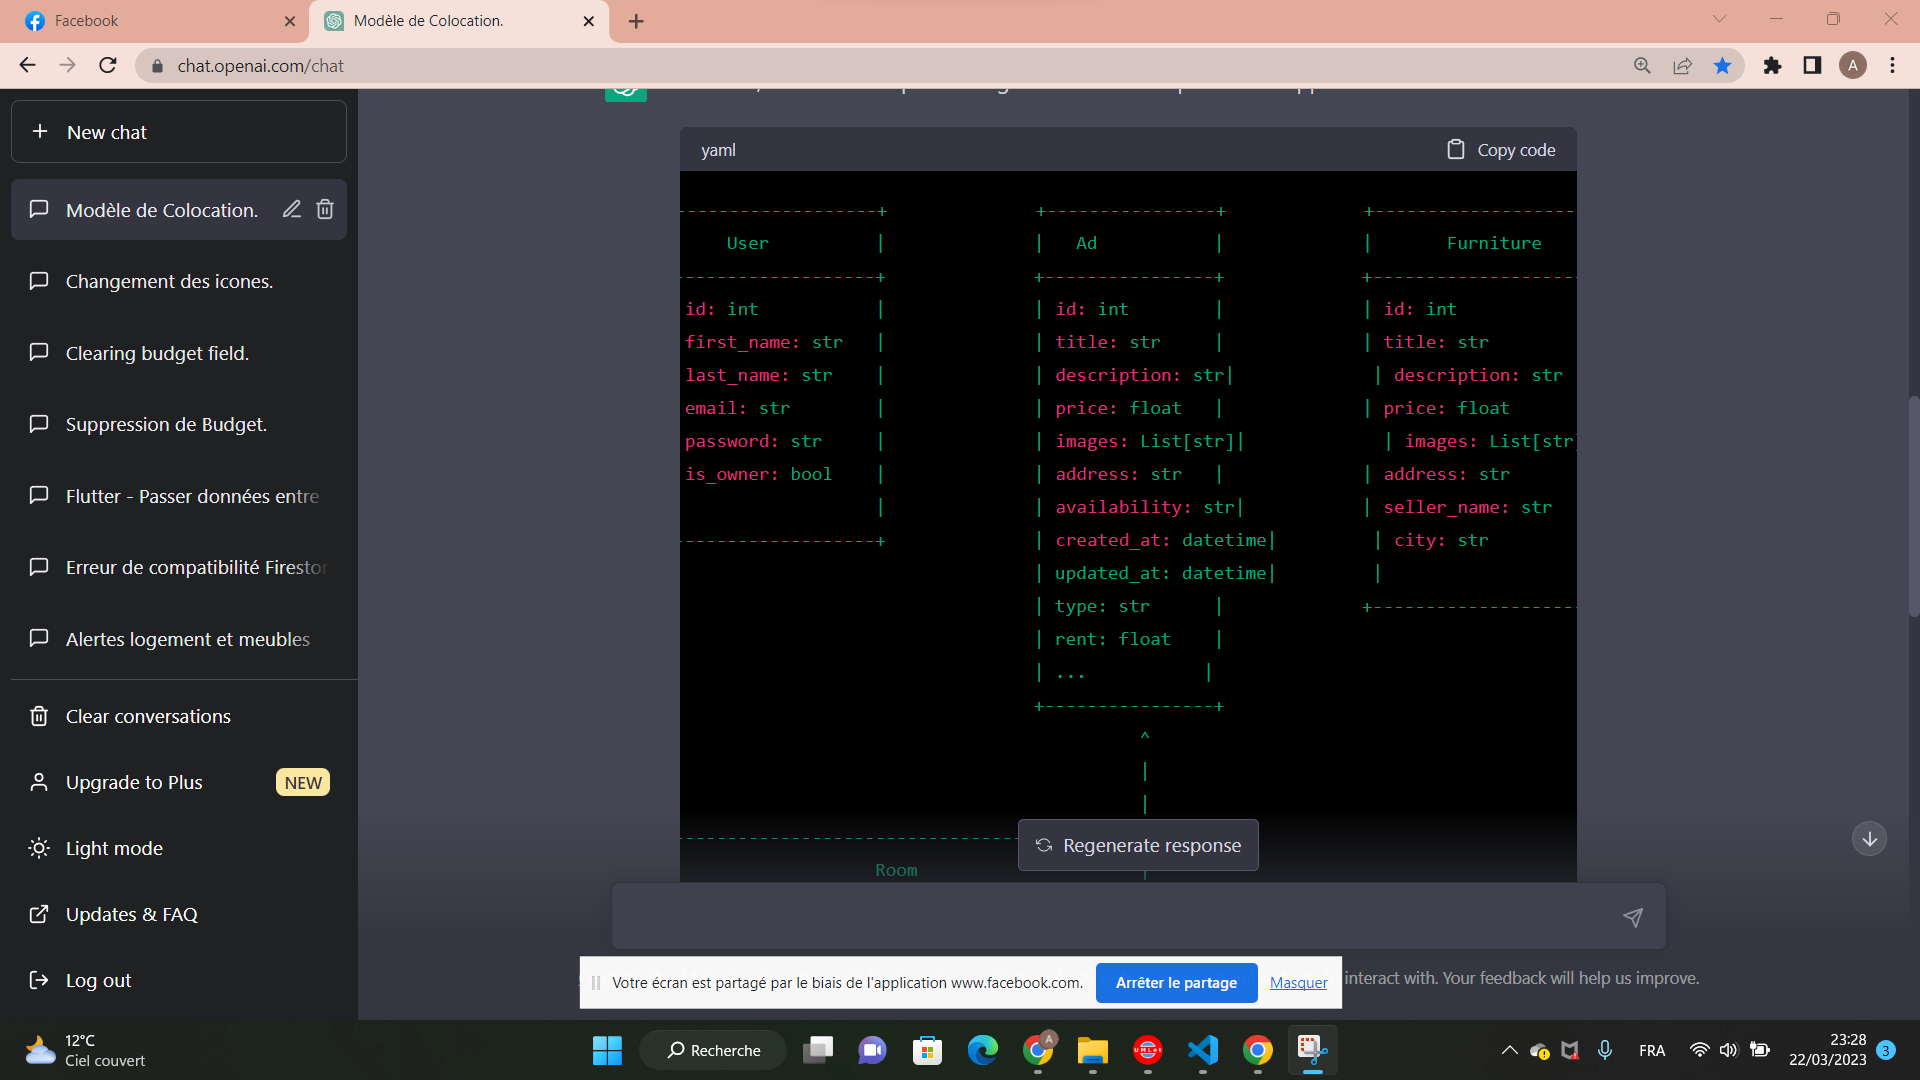 Facebook
Modèle de Colocation.
chat.openai.com/chat
A
New chat
Modèle de Colocation.
Changement des icones.
Clearing budget field.
Suppression de Budget.
Flutter - Passer données entre
Erreur de compatibilité Firestor
Alertes logement et meubles
Clear conversations
Upgrade to Plus NEW
Light mode
Updates & FAQ
Log out
yaml Copy code
------------------+ +----------------+ +-------------------
User | | Ad | | Furniture
------------------+ +----------------+ +-------------------
id: int | | id: int | | id: int
first_name: str | | title: str | | title: str
last_name: str | | description: str| | description: str
email: str | | price: float | | price: float
password: str | | images: List[str]| | images: List[str]
is_owner: bool | | address: str | | address: str
| | availability: str| | seller_name: str
------------------+ | created_at: datetime| | city: str
| updated_at: datetime| |
| type: str | +-------------------
| rent: float |
| ... |
+----------------+
^
|
|
--------------------------------
Room |
Regenerate response
Votre écran est partagé par le biais de l'application www.facebook.com. Arrêter le partage Masquer
interact with. Your feedback will help us improve.
12°C
Ciel couvert
Recherche
A
UMLet
FRA
23:28
22/03/2023
3